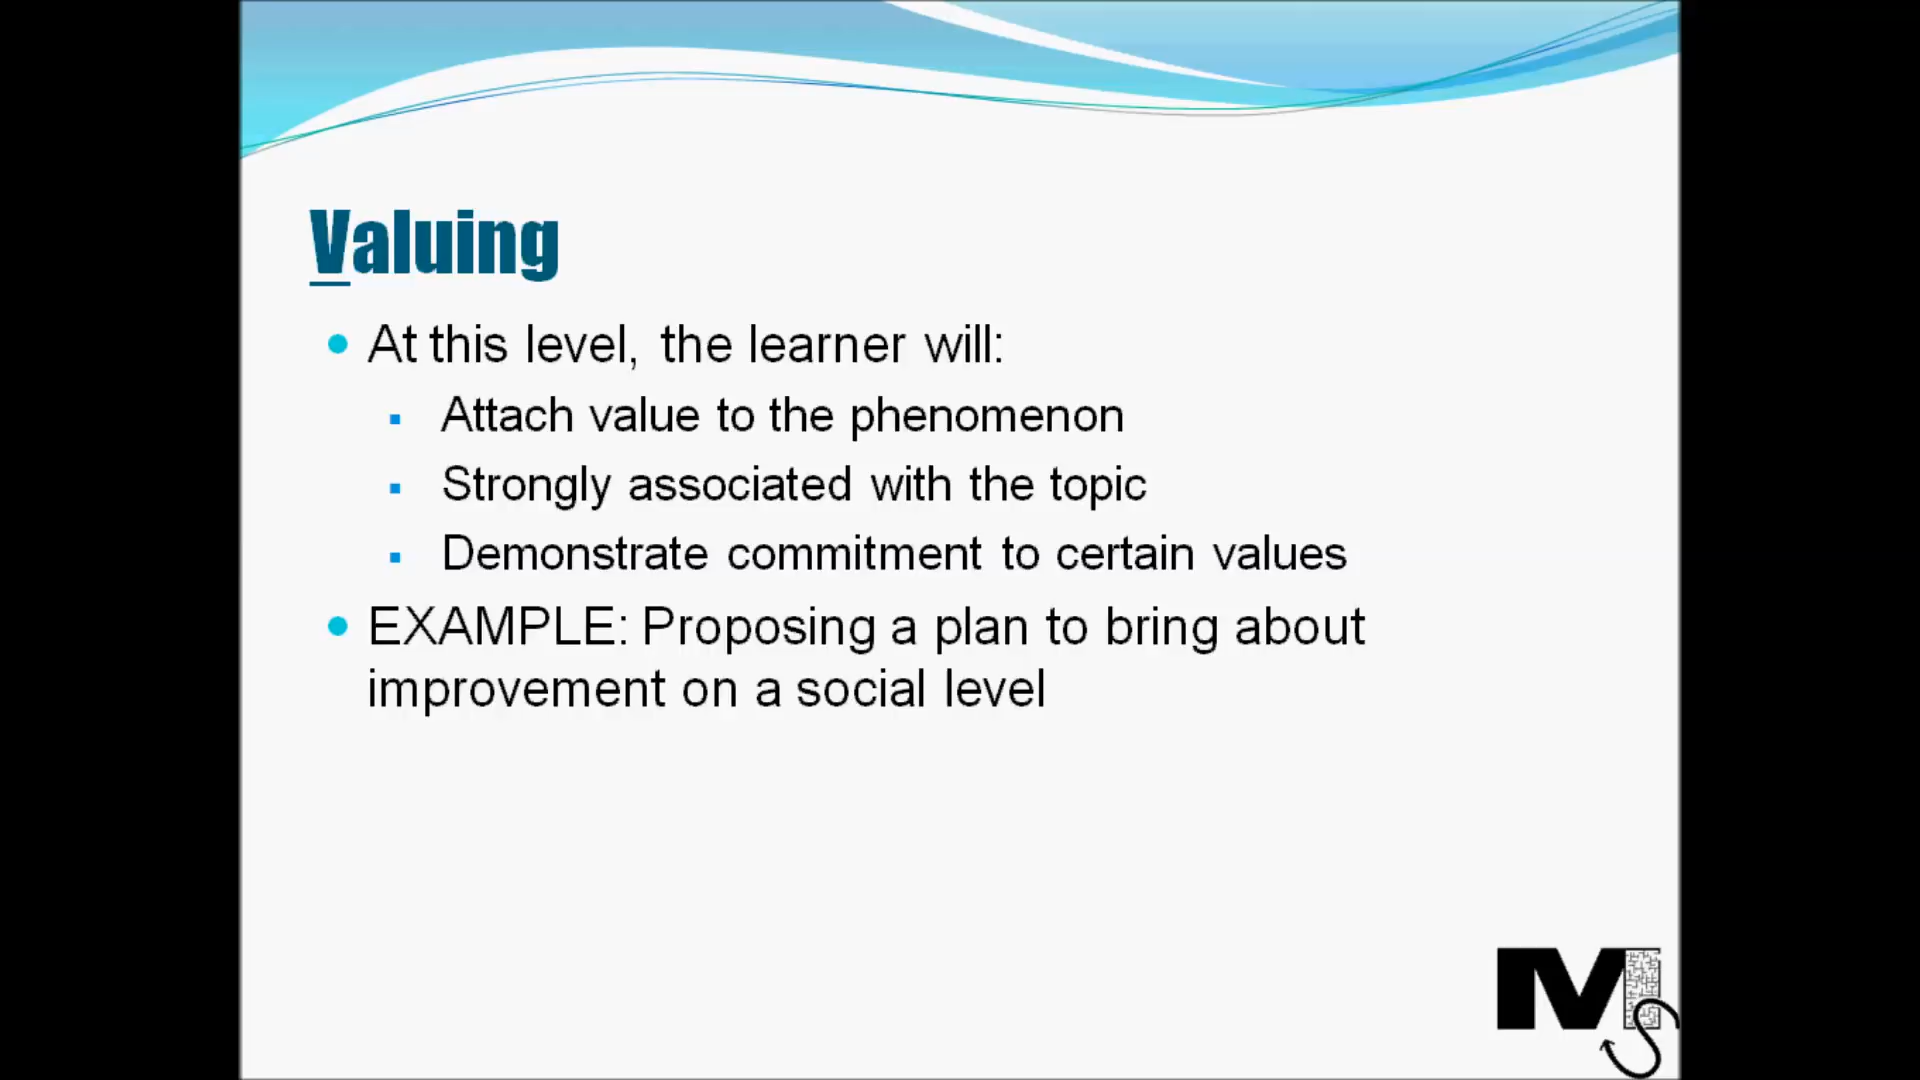 Valuing
At this level, the learner will:
Attach value to the phenomenon
Strongly associated with the topic
Demonstrate commitment to certain values
EXAMPLE: Proposing a plan to bring about
improvement on a social level
MS